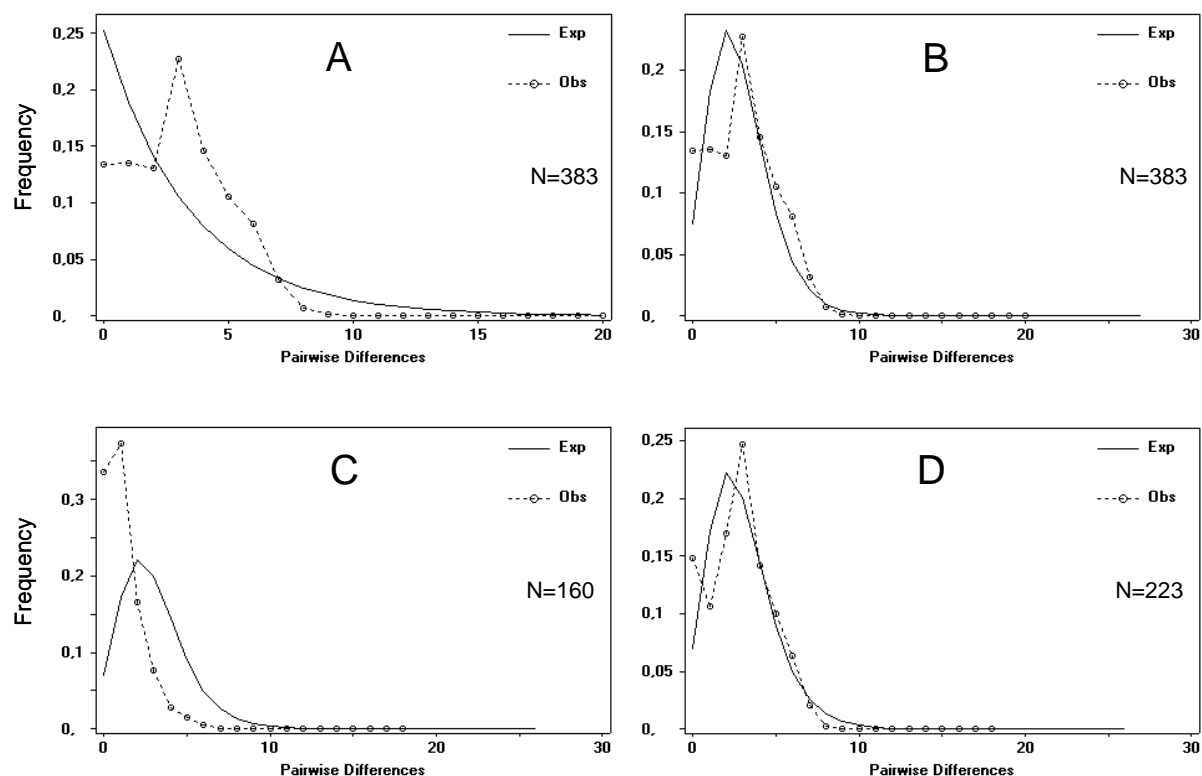 0,25
0,2
0,15
0,1
0,05
0,
Frequency
A
Exp
Obs
N=383
0
5
10
15
20
Pairwise Differences
0,2
0,15
0,1
0,05
0,
B
Exp
Obs
N=383
0
10
20
30
Pairwise Differences
0,3
0,2
0,1
0,
Frequency
C
Exp
Obs
N=160
0
10
20
30
Pairwise Differences
0,25
0,2
0,15
0,1
0,05
0,
D
Exp
Obs
N=223
0
10
20
30
Pairwise Differences